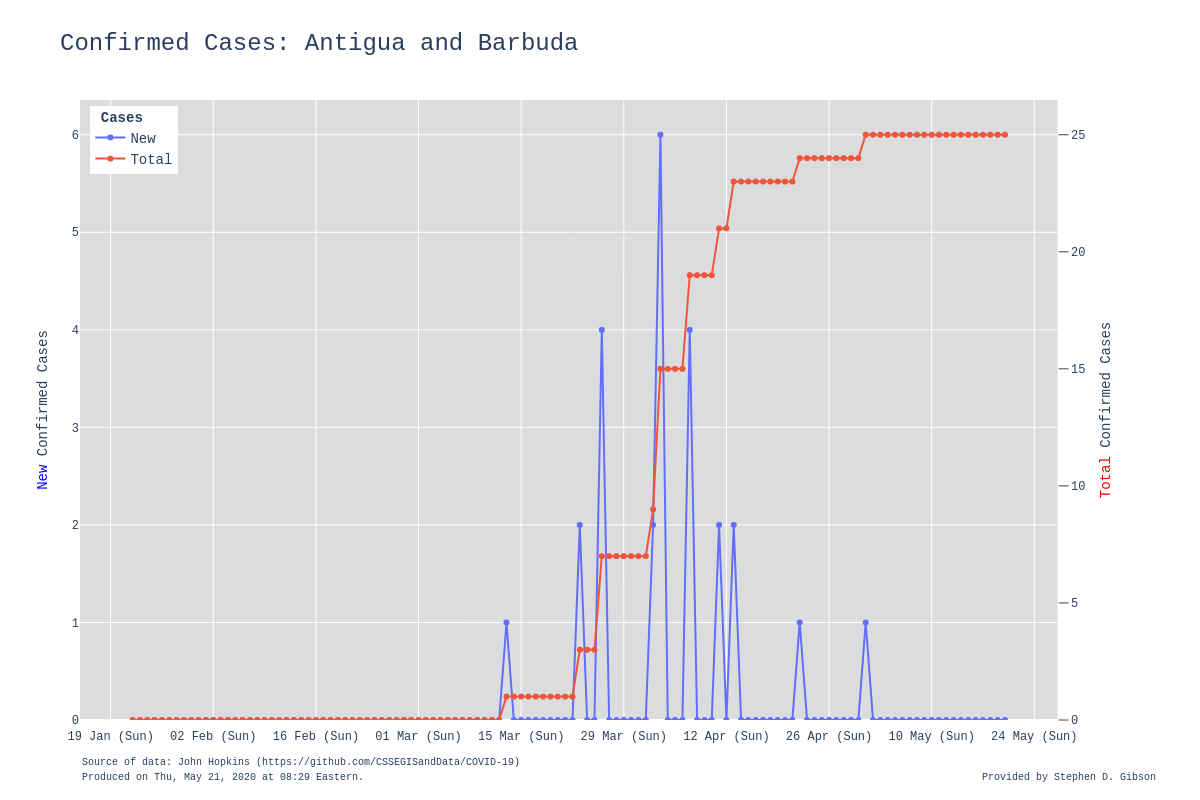 Confirmed Cases: Antigua and Barbuda
Cases
New
Total
6
5
4
3
2
1
0
New Confirmed Cases
25
20
15
10
5
0
Total Confirmed Cases
19 Jan (Sun) 02 Feb (Sun) 16 Feb (Sun) 01 Mar (Sun) 15 Mar (Sun) 29 Mar (Sun) 12 Apr (Sun) 26 Apr (Sun) 10 May (Sun) 24 May (Sun)
Source of data: John Hopkins (https://github.com/CSSEGISandData/COVID-19)
Produced on Thu, May 21, 2020 at 08:29 Eastern.
Provided by Stephen D. Gibson